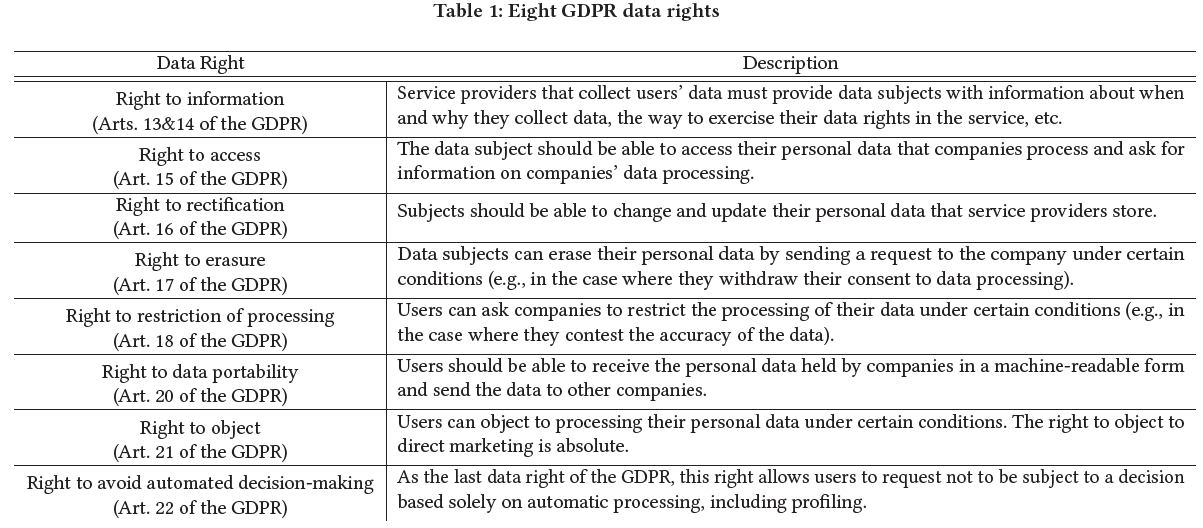 Table 1: Eight GDPR data rights
Data Right
Description
Right to information
(Arts. 13&14 of the GDPR)
Service providers that collect users’ data must provide data subjects with information about when
and why they collect data, the way to exercise their data rights in the service, etc.
Right to access
(Art. 15 of the GDPR)
The data subject should be able to access their personal data that companies process and ask for
information on companies’ data processing.
Right to rectification
(Art. 16 of the GDPR)
Subjects should be able to change and update their personal data that service providers store.
Right to erasure
(Art. 17 of the GDPR)
Data subjects can erase their personal data by sending a request to the company under certain
conditions (e.g., in the case where they withdraw their consent to data processing).
Right to restriction of processing
(Art. 18 of the GDPR)
Users can ask companies to restrict the processing of their data under certain conditions (e.g., in
the case where they contest the accuracy of the data).
Right to data portability
(Art. 20 of the GDPR)
Users should be able to receive the personal data held by companies in a machine-readable form
and send the data to other companies.
Right to object
(Art. 21 of the GDPR)
Users can object to processing their personal data under certain conditions. The right to object to
direct marketing is absolute.
Right to avoid automated decision-making
(Art. 22 of the GDPR)
As the last data right of the GDPR, this right allows users to request not to be subject to a decision
based solely on automatic processing, including profiling.